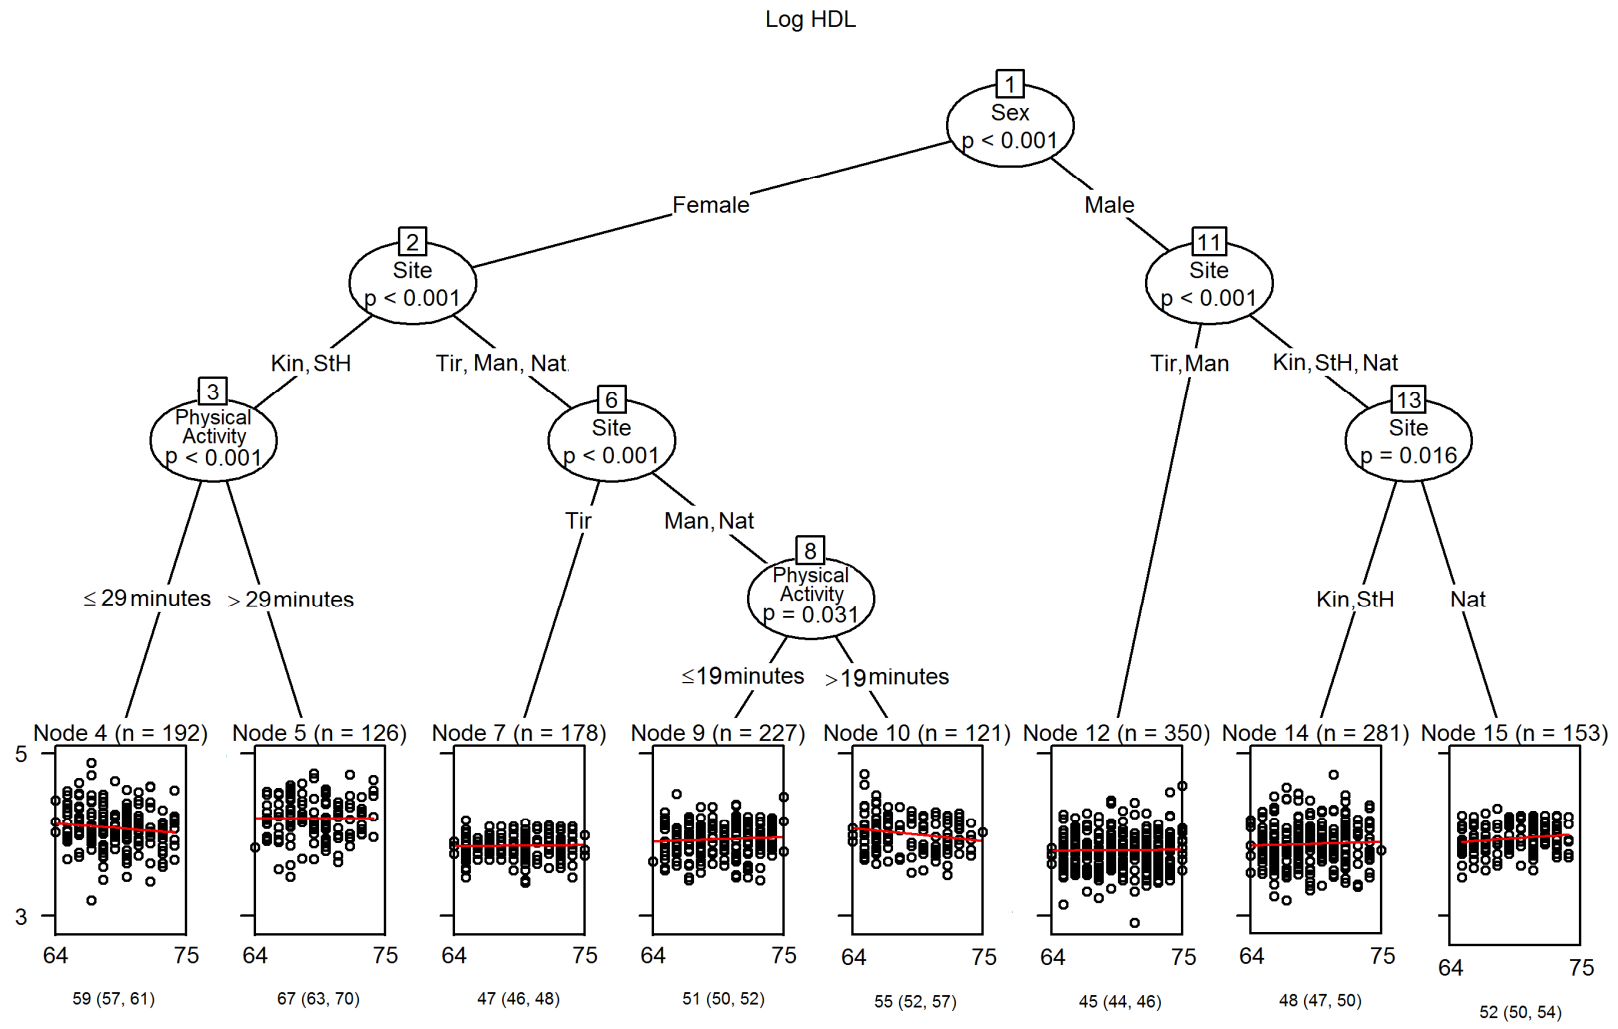 Log HDL
1
Sex
p < 0.001
Female
Male
2
Site
p < 0.001
11
Site
p < 0.001
Kin, StH
Tir, Man, Nat
Tir, Man
Kin, StH, Nat
3
Physical
Activity
p < 0.001
6
Site
p < 0.001
13
Site
p = 0.016
Tir
Man, Nat
8
Physical
Activity
p = 0.031
≤ 29 minutes
> 29 minutes
Kin, StH
Nat
≤19 minutes
>19 minutes
Node 4 (n = 192)
Node 5 (n = 126)
Node 7 (n = 178)
Node 9 (n = 227)
Node 10 (n = 121)
Node 12 (n = 350)
Node 14 (n = 281)
Node 15 (n = 153)
5
3
64 75
64 75
64 75
64 75
64 75
64 75
64 75
64 75
59 (57, 61)
67 (63, 70)
47 (46, 48)
51 (50, 52)
55 (52, 57)
45 (44, 46)
48 (47, 50)
52 (50, 54)